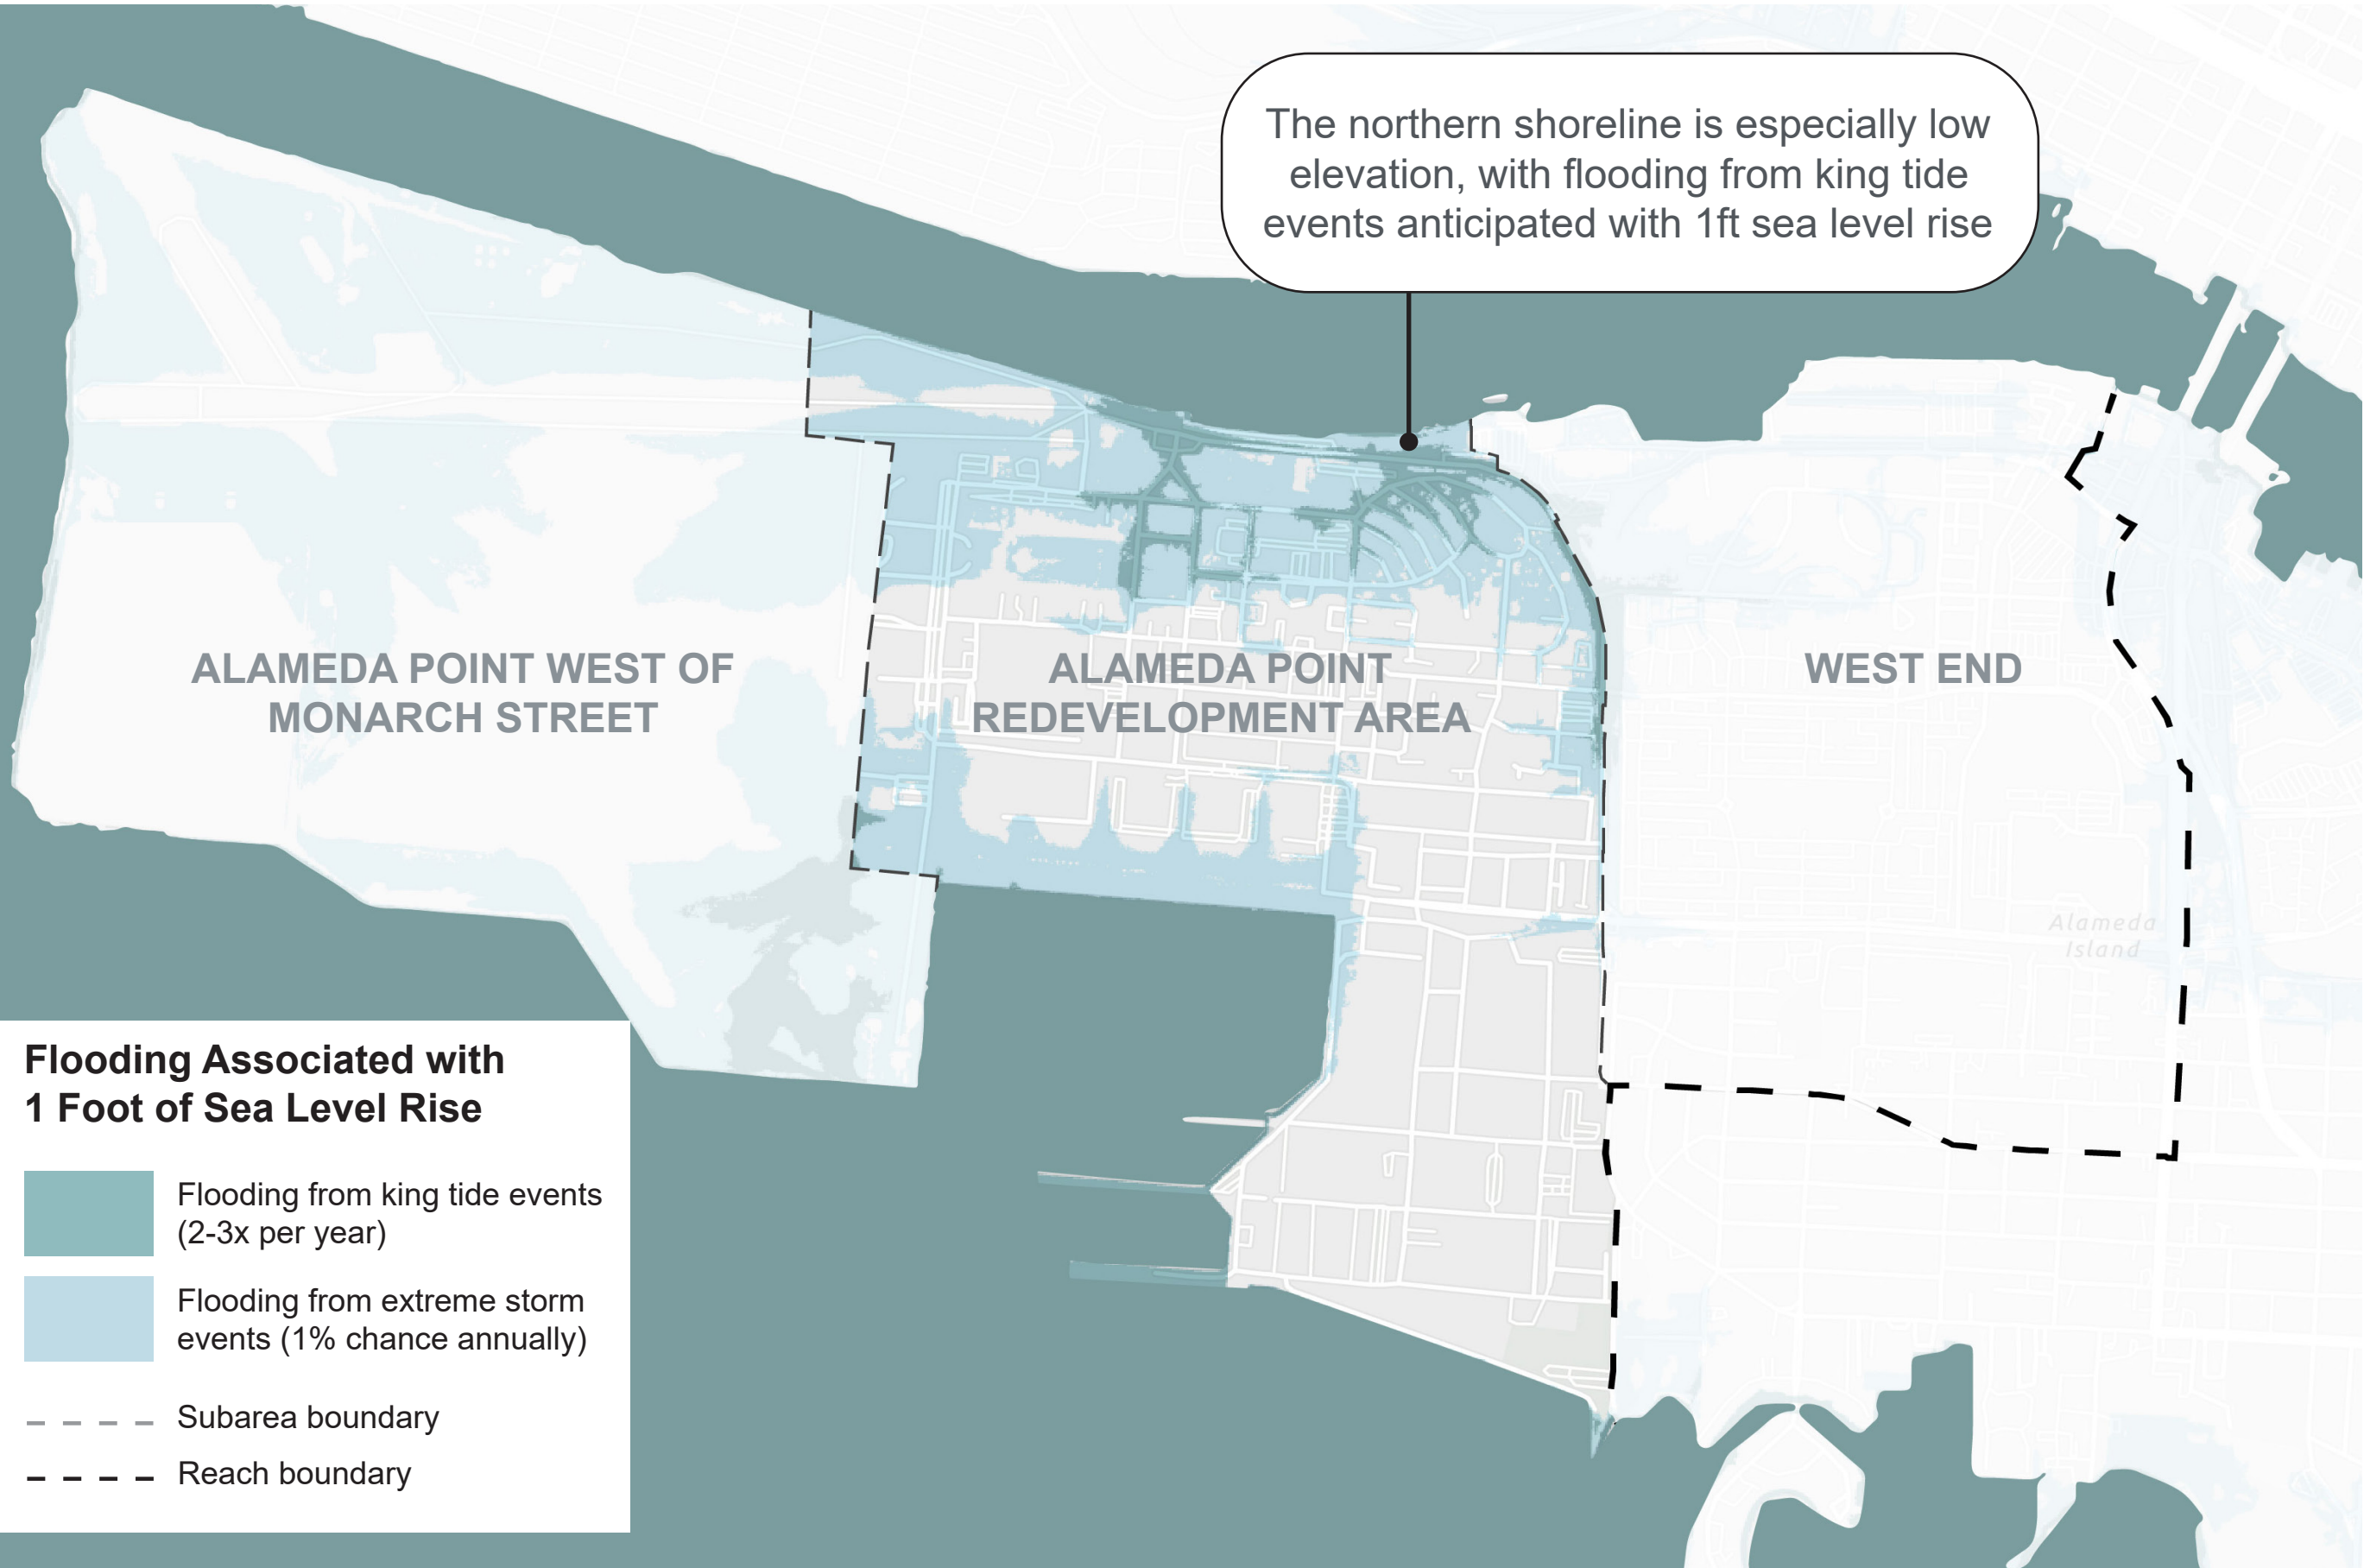 The northern shoreline is especially low
elevation, with flooding from king tide
events anticipated with 1ft sea level rise
ALAMEDA POINT WEST OF
MONARCH STREET
ALAMEDA POINT
REDEVELOPMENT AREA
WEST END
Alameda
Island
Flooding Associated with
1 Foot of Sea Level Rise
Flooding from king tide events
(2-3x per year)
Flooding from extreme storm
events (1% chance annually)
Subarea boundary
Reach boundary